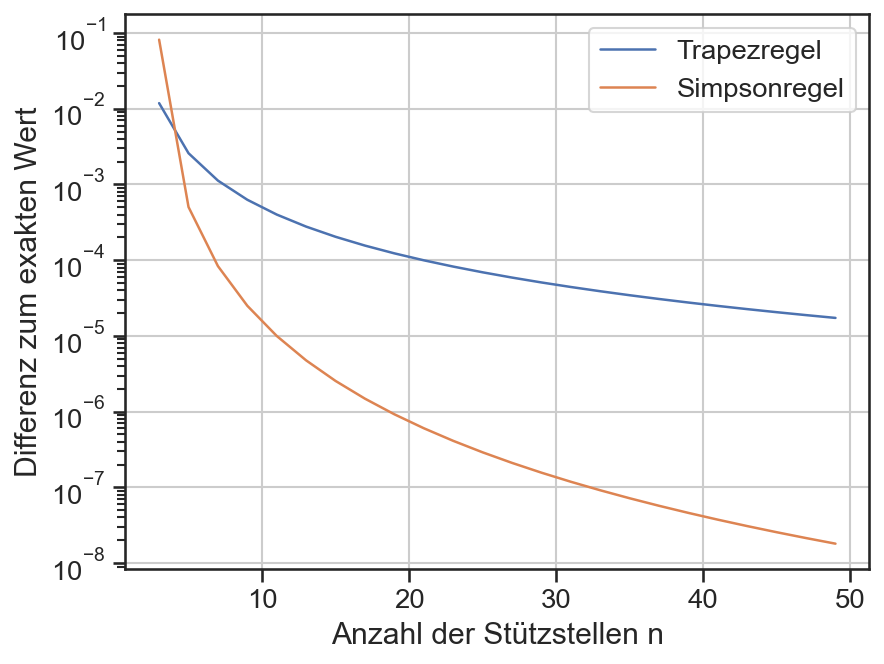 Differenz zum exakten Wert
10⁻¹
10⁻²
10⁻³
10⁻⁴
10⁻⁵
10⁻⁶
10⁻⁷
10⁻⁸
Trapezregel
Simpsonregel
10 20 30 40 50
Anzahl der Stützstellen n